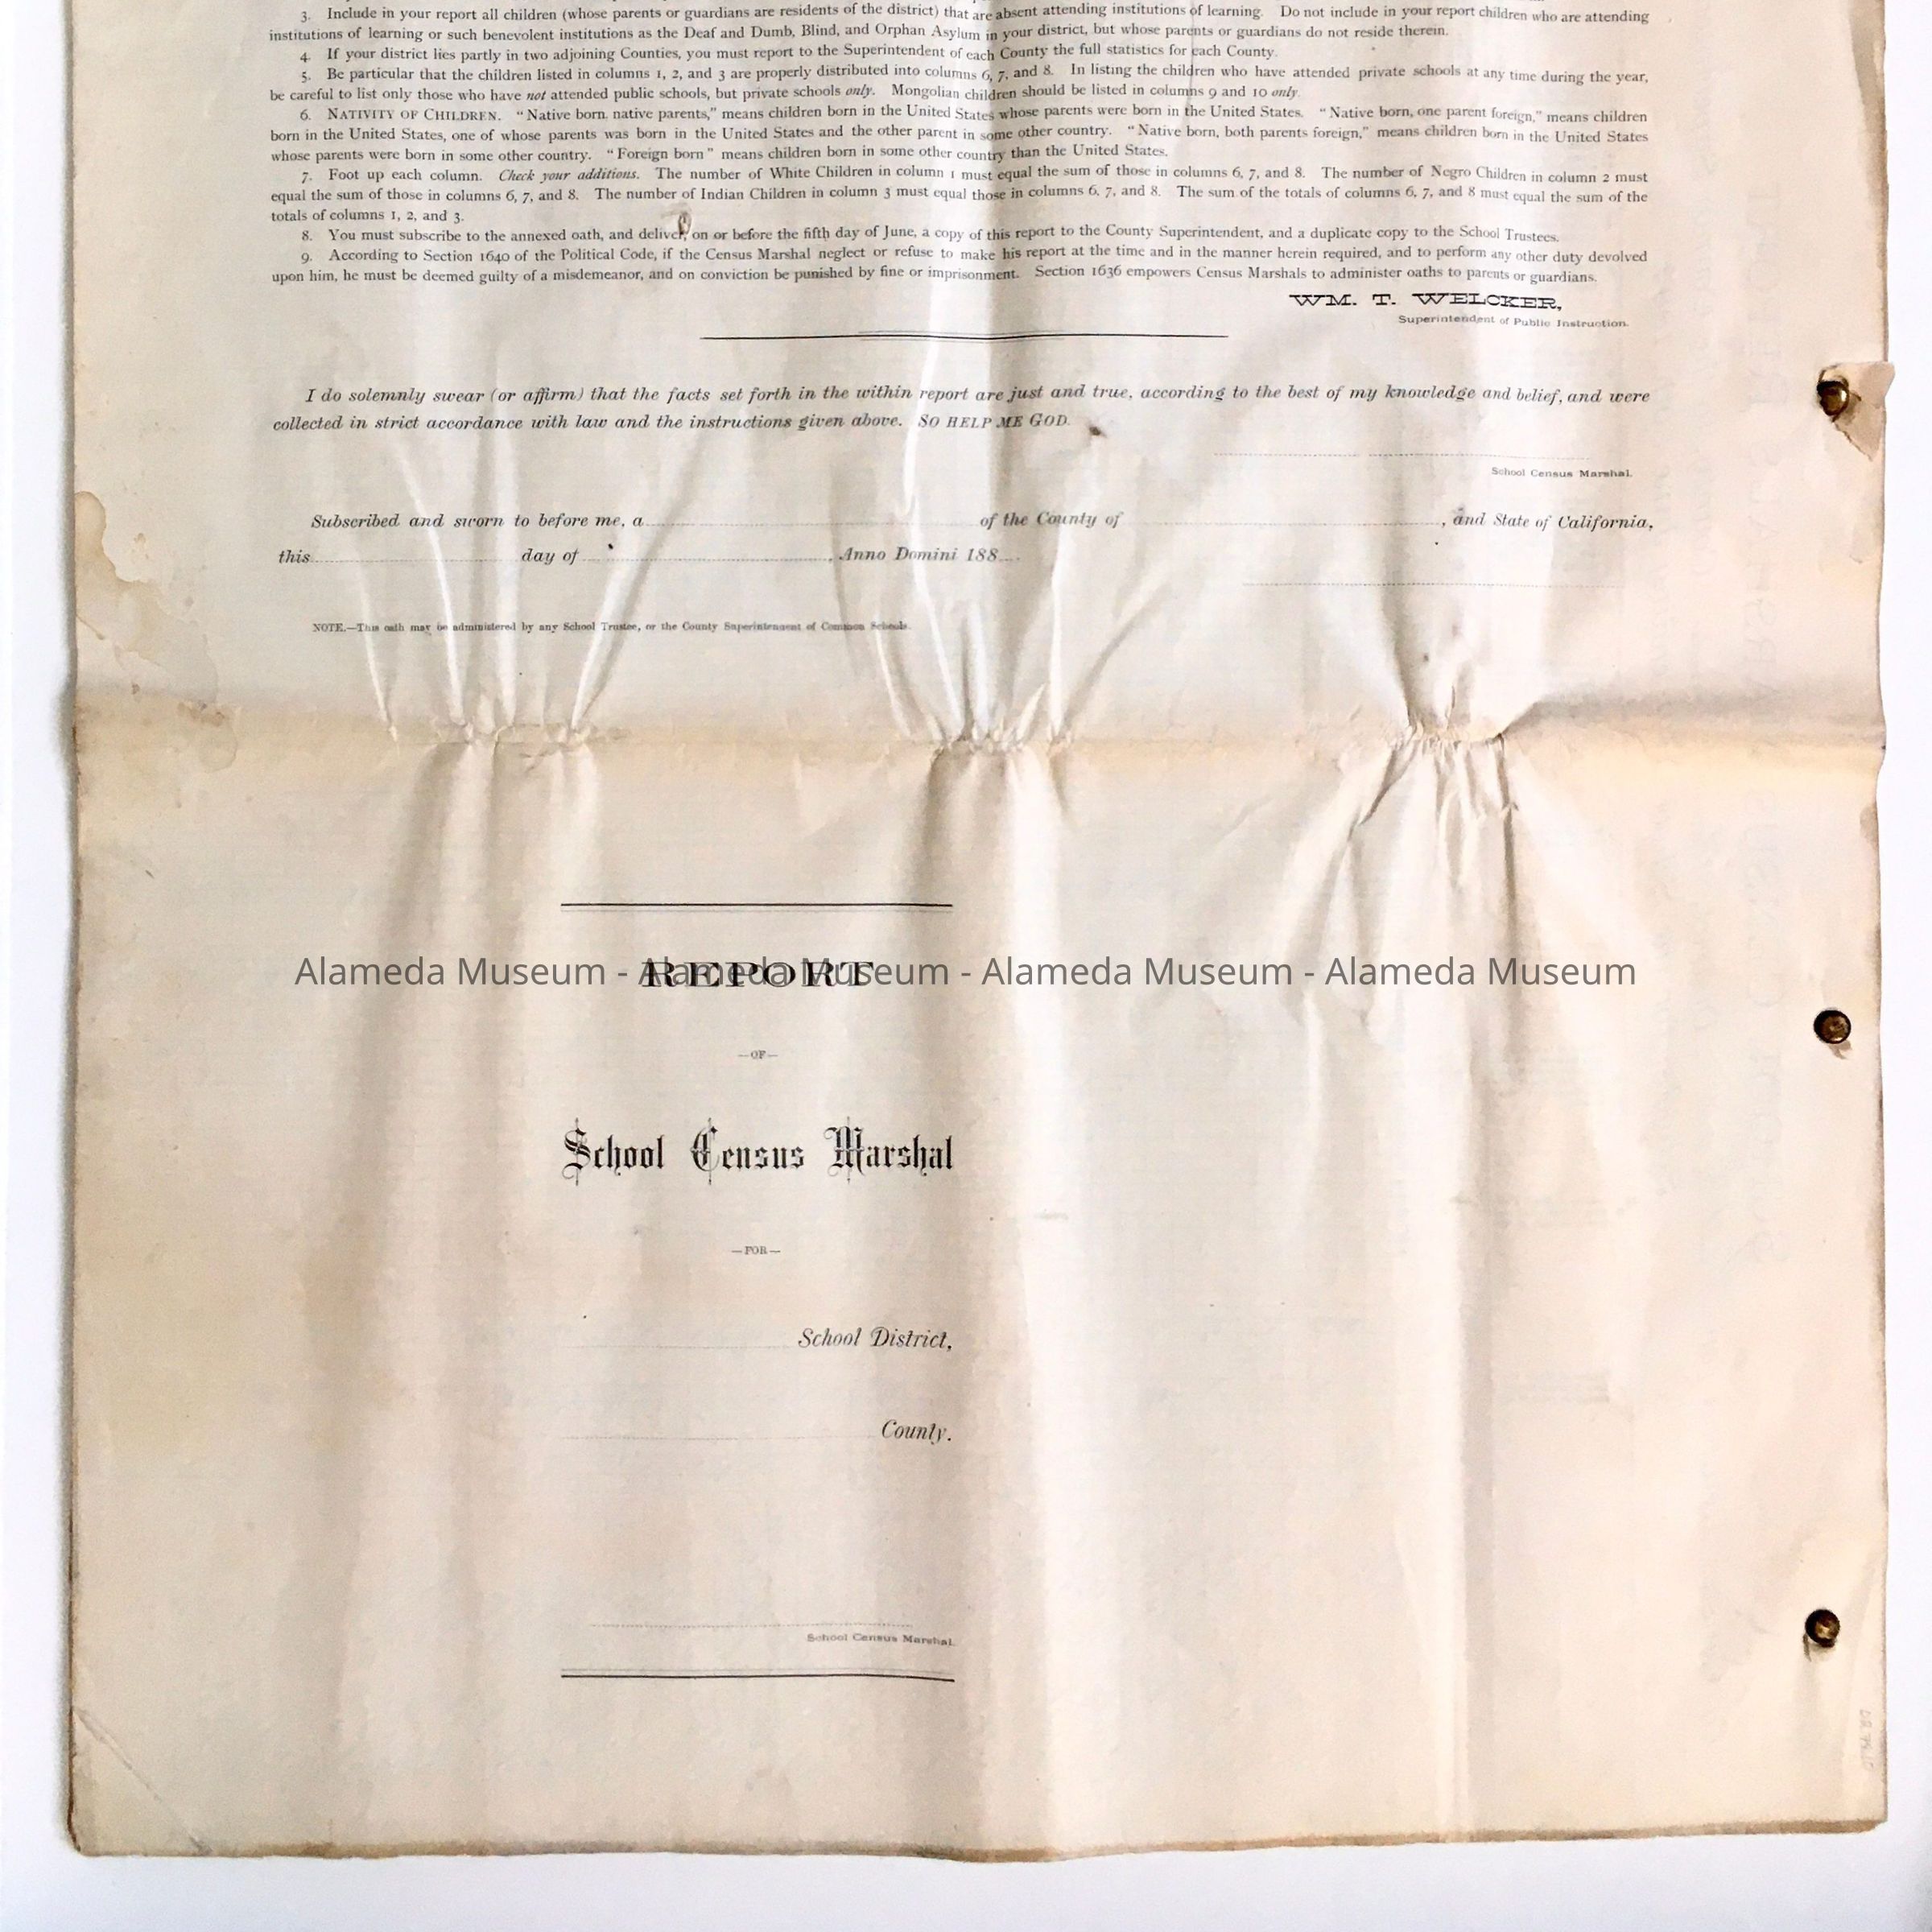 3. Include in your report all children (whose parents or guardians are residents of the district) that are absent attending institutions of learning. Do not include in your report children who are attending
institutions of learning or such benevolent institutions as the Deaf and Dumb, Blind, and Orphan Asylum in your district, but whose parents or guardians do not reside therein.
4. If your district lies partly in two adjoining Counties, you must report to the Superintendent of each County the full statistics for each County.
5. Be particular that the children listed in columns 1, 2, and 3 are properly distributed into columns 6, 7, and 8. In listing the children who have attended private schools at any time during the year,
be careful to list only those who have not attended public schools, but private schools only. Mongolian children should be listed in columns 9 and 10 only.
6. NATIVITY OF CHILDREN. "Native born, native parents," means children born in the United States whose parents were born in the United States. "Native born, one parent foreign," means children
born in the United States, one of whose parents was born in the United States and the other parent in some other country. "Native born, both parents foreign," means children born in the United States
whose parents were born in some other country. "Foreign born" means children born in some other country than the United States.
7. Foot up each column. Check your additions. The number of White Children in column 1 must equal the sum of those in columns 6, 7, and 8. The number of Negro Children in column 2 must
equal the sum of those in columns 6, 7, and 8. The number of Indian Children in column 3 must equal those in columns 6, 7, and 8. The sum of the totals of columns 6, 7, and 8 must equal the sum of the
totals of columns 1, 2, and 3.
8. You must subscribe to the annexed oath, and deliver, on or before the fifth day of June, a copy of this report to the County Superintendent, and a duplicate copy to the School Trustees.
9. According to Section 1640 of the Political Code, if the Census Marshal neglect or refuse to make his report at the time and in the manner herein required, and to perform any other duty devolved
upon him, he must be deemed guilty of a misdemeanor, and on conviction be punished by fine or imprisonment. Section 1636 empowers Census Marshals to administer oaths to parents or guardians.
WM. T. WELCKER,
Superintendent of Public Instruction.
I do solemnly swear (or affirm) that the facts set forth in the within report are just and true, according to the best of my knowledge and belief, and were
collected in strict accordance with law and the instructions given above. SO HELP ME GOD.
School Census Marshal.
Subscribed and sworn to before me, a of the County of , and State of California,
this day of , Anno Domini 188
NOTE.—This oath may be administered by any School Trustee, or the County Superintendent of Common Schools.
Alameda Museum - Alameda Museum - Alameda Museum - Alameda Museum
REPORT
—OF—
School Census Marshal
—FOR—
School District,
County.
School Census Marshal.